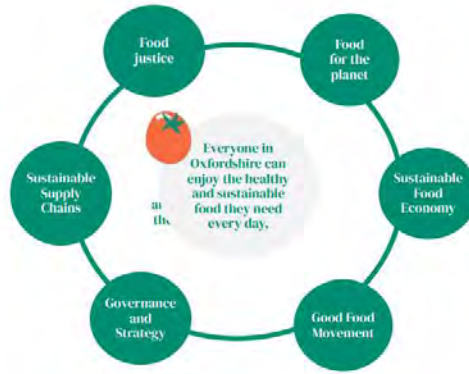 Food
justice
Food
for the
planet
Sustainable
Supply
Chains
Everyone in
Oxfordshire can
enjoy the healthy
and sustainable
food they need
every day.
Sustainable
Food
Economy
Governance
and
Strategy
Good Food
Movement